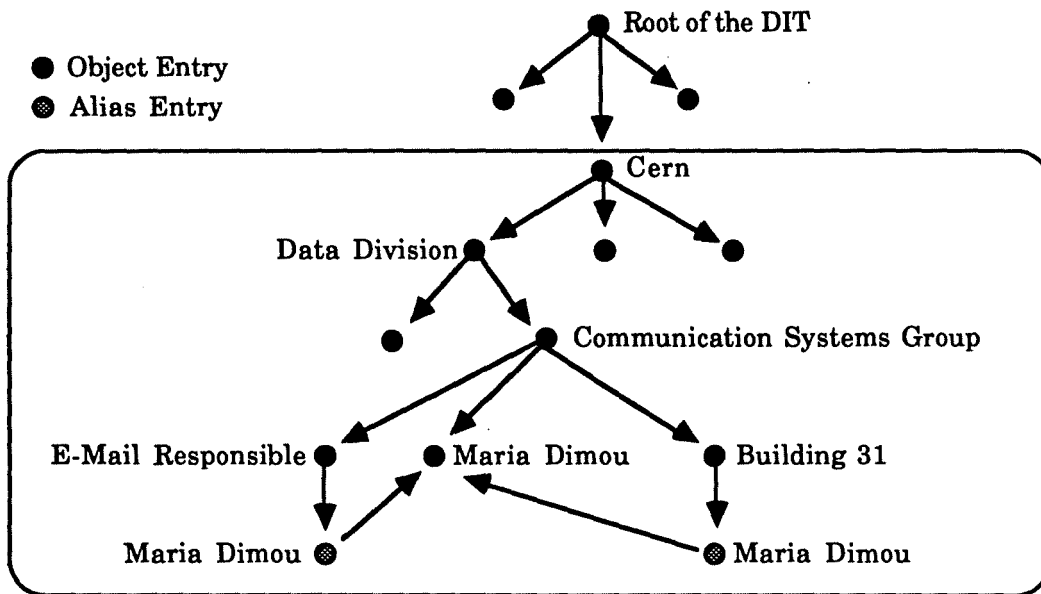 Root of the DIT
Object Entry
Alias Entry
Cern
Data Division
Communication Systems Group
E-Mail Responsible
Maria Dimou
Building 31
Maria Dimou
Maria Dimou